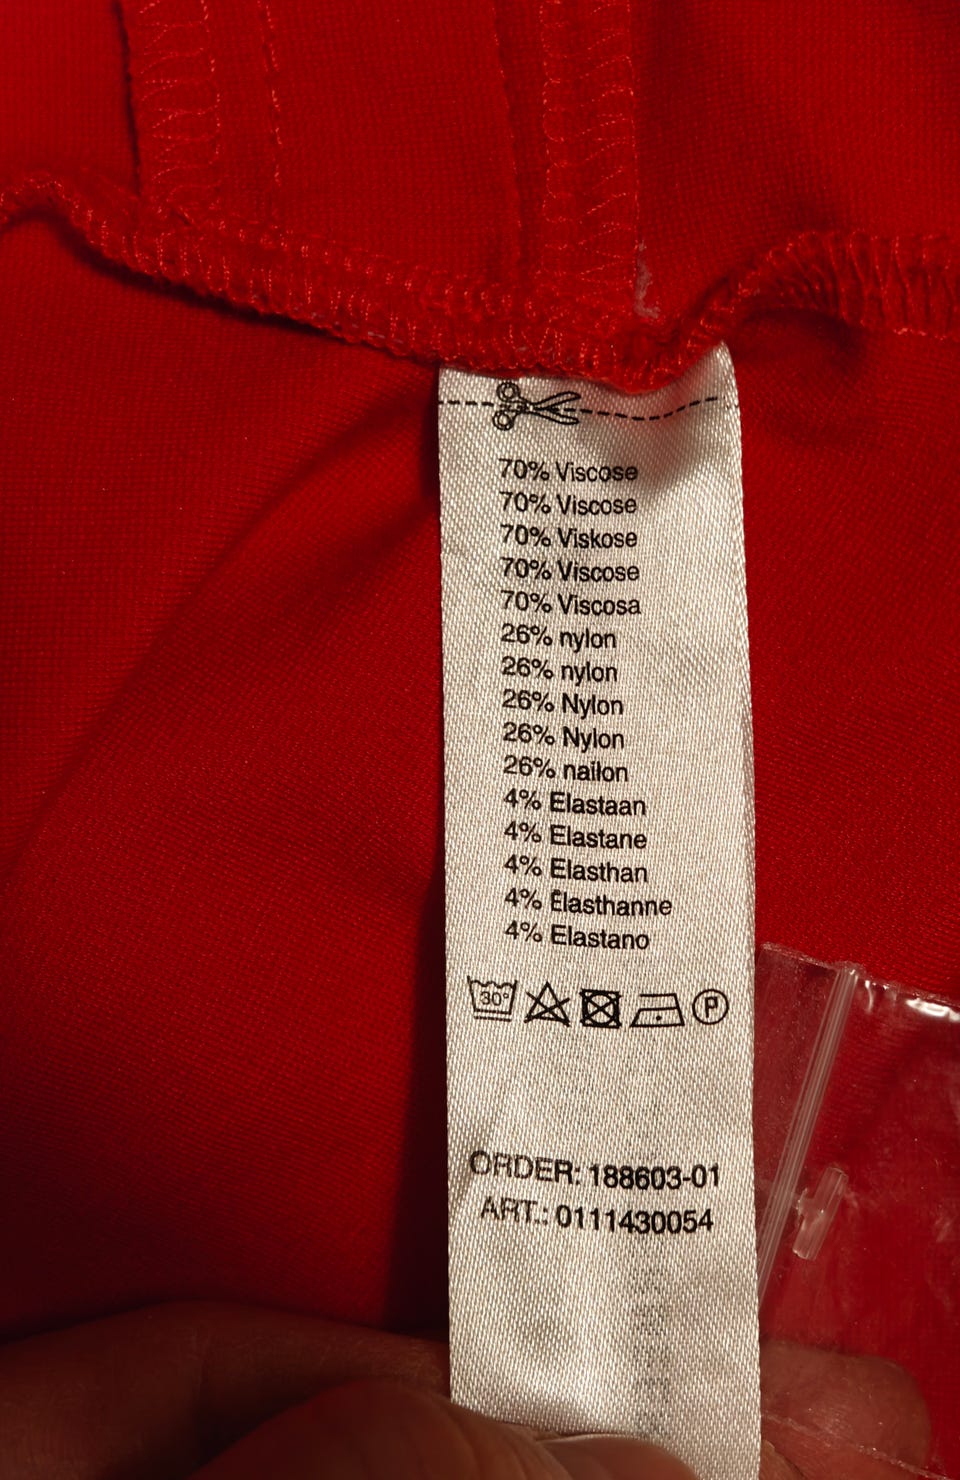 70% Viscose
70% Viscose
70% Viskose
70% Viscose
70% Viscosa
26% nylon
26% nylon
26% Nylon
26% Nylon
26% nailon
4% Elastaan
4% Elastane
4% Elasthan
4% Élasthanne
4% Elastano
30° P
ORDER: 188603-01
ART.: 0111430054